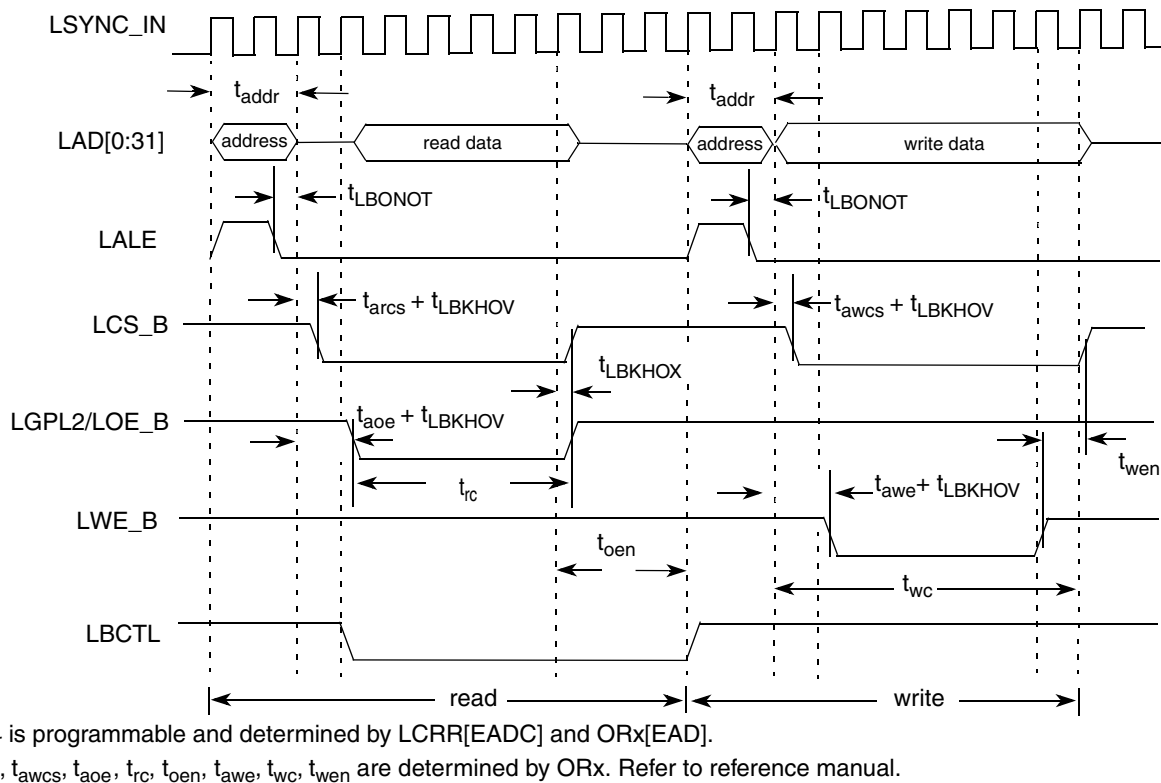 LSYNC_IN
t_addr t_addr
LAD[0:31] address read data address write data
t_LBONOT t_LBONOT
LALE
t_arcs + t_LBKHOV t_awcs + t_LBKHOV
LCS_B
t_LBKHOX
LGPL2/LOE_B t_aoe + t_LBKHOV
t_wen
t_rc t_awe+ t_LBKHOV
LWE_B
t_oen
t_wc
LBCTL
read write
is programmable and determined by LCRR[EADC] and ORx[EAD].
, t_awcs, t_aoe, t_rc, t_oen, t_awe, t_wc, t_wen are determined by ORx. Refer to reference manual.